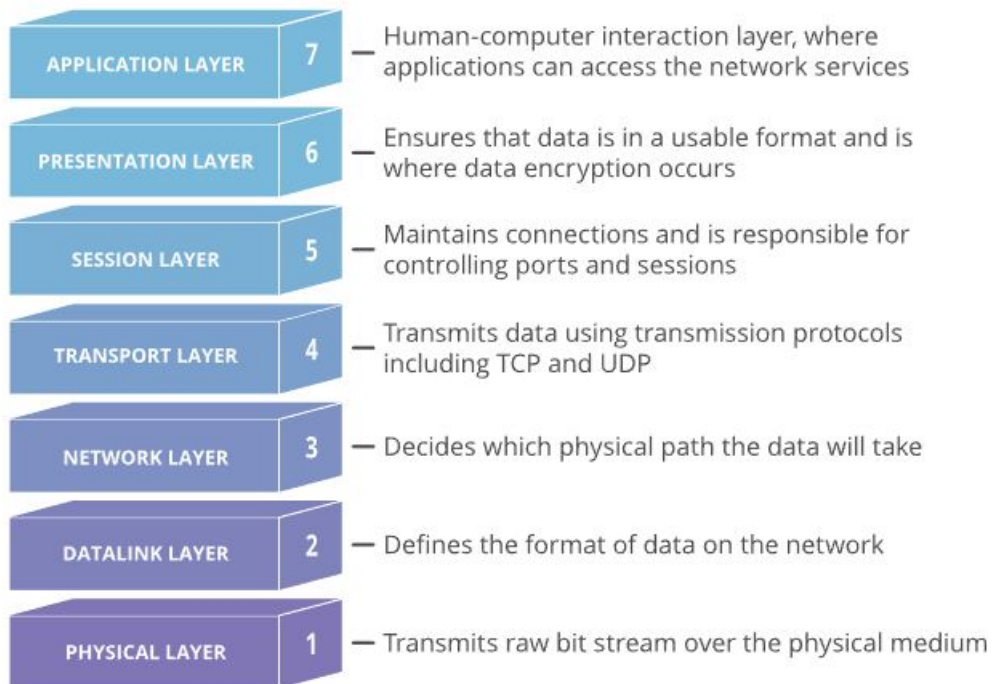 APPLICATION LAYER 7 — Human-computer interaction layer, where
applications can access the network services
PRESENTATION LAYER 6 — Ensures that data is in a usable format and is
where data encryption occurs
SESSION LAYER 5 — Maintains connections and is responsible for
controlling ports and sessions
TRANSPORT LAYER 4 — Transmits data using transmission protocols
including TCP and UDP
NETWORK LAYER 3 — Decides which physical path the data will take
DATALINK LAYER 2 — Defines the format of data on the network
PHYSICAL LAYER 1 — Transmits raw bit stream over the physical medium